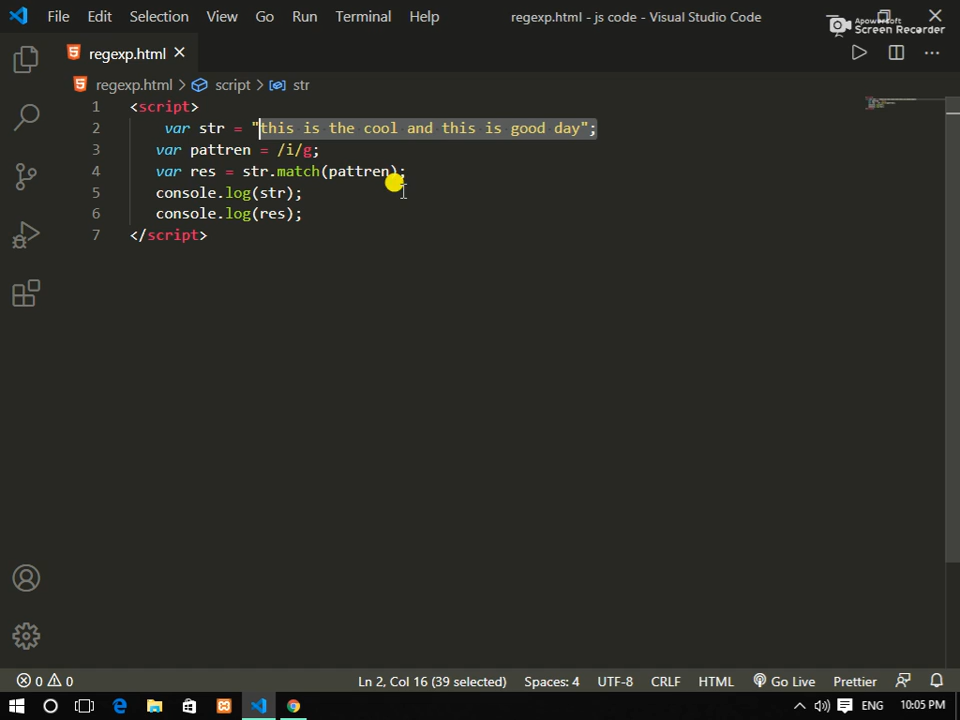 File Edit Selection View Go Run Terminal Help regexp.html - js code - Visual Studio Code
Apowersoft
Screen Recorder
regexp.html
regexp.html > script > str
1 <script>
2 var str = "this is the cool and this is good day";
3 var pattren = /i/g;
4 var res = str.match(pattren);
5 console.log(str);
6 console.log(res);
7 </script>
0 0 Ln 2, Col 16 (39 selected) Spaces: 4 UTF-8 CRLF HTML Go Live Prettier
ENG 10:05 PM